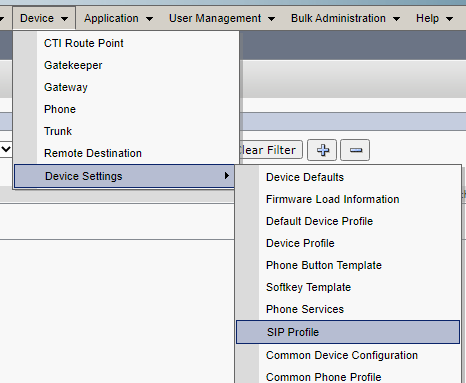 Device Application User Management Bulk Administration Help
CTI Route Point
Gatekeeper
Gateway
Phone
Trunk
Remote Destination
Clear Filter
Device Settings
Device Defaults
Firmware Load Information
Default Device Profile
Device Profile
Phone Button Template
Softkey Template
Phone Services
SIP Profile
Common Device Configuration
Common Phone Profile